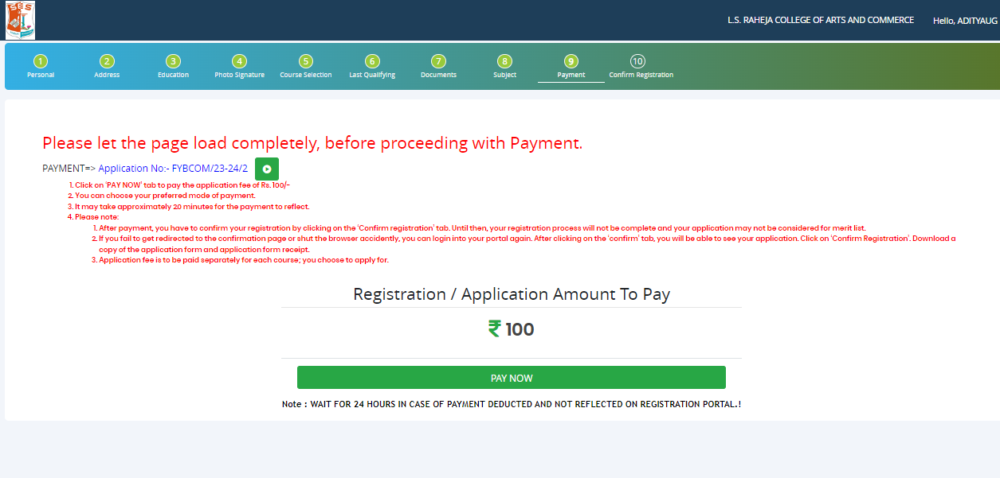 SES
L.S. RAHEJA COLLEGE OF ARTS AND COMMERCE Hello, ADITYAUG
1 2 3 4 5 6 7 8 9 10
Personal Address Education Photo Signature Course Selection Last Qualifying Documents Subject Payment Confirm Registration
Please let the page load completely, before proceeding with Payment.
PAYMENT=> Application No:- FYBCOM/23-24/2
1. Click on 'PAY NOW' tab to pay the application fee of Rs. 100/-
2. You can choose your preferred mode of payment.
3. It may take approximately 20 minutes for the payment to reflect.
4. Please note:
1. After payment, you have to confirm your registration by clicking on the 'Confirm registration' tab. Until then, your registration process will not be complete and your application may not be considered for merit list.
2. If you fail to get redirected to the confirmation page or shut the browser accidently, you can login into your portal again. After clicking on the 'confirm' tab, you will be able to see your application. Click on 'Confirm Registration'. Download a
copy of the application form and application form receipt.
3. Application fee is to be paid separately for each course; you choose to apply for.
Registration / Application Amount To Pay
₹ 100
PAY NOW
Note : WAIT FOR 24 HOURS IN CASE OF PAYMENT DEDUCTED AND NOT REFLECTED ON REGISTRATION PORTAL.!